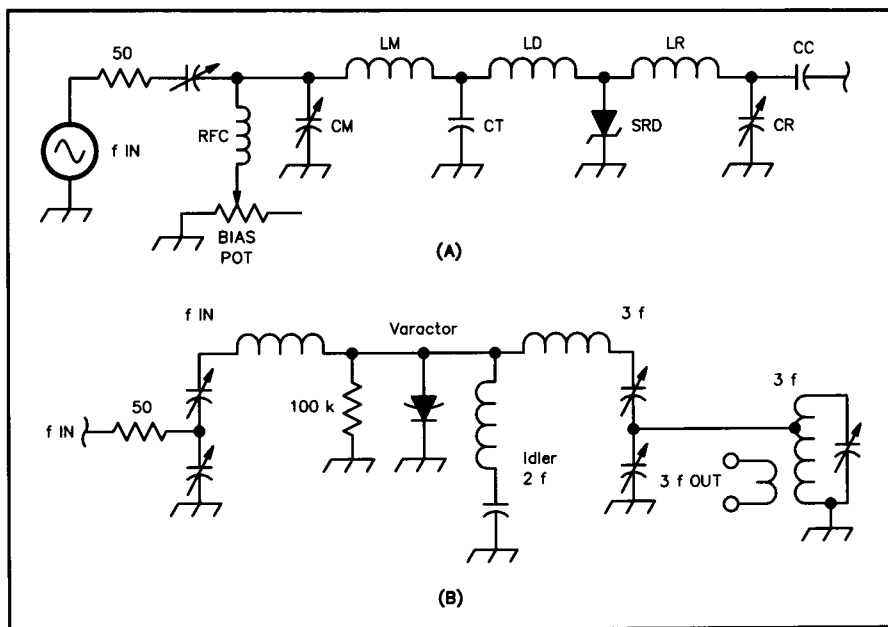 50
f IN
RFC
BIAS
POT
CM
LM
CT
LD
SRD
LR
CR
CC
(A)
f IN
50
f IN
100 k
Varactor
Idler
2 f
3 f
3 f
3 f OUT
(B)